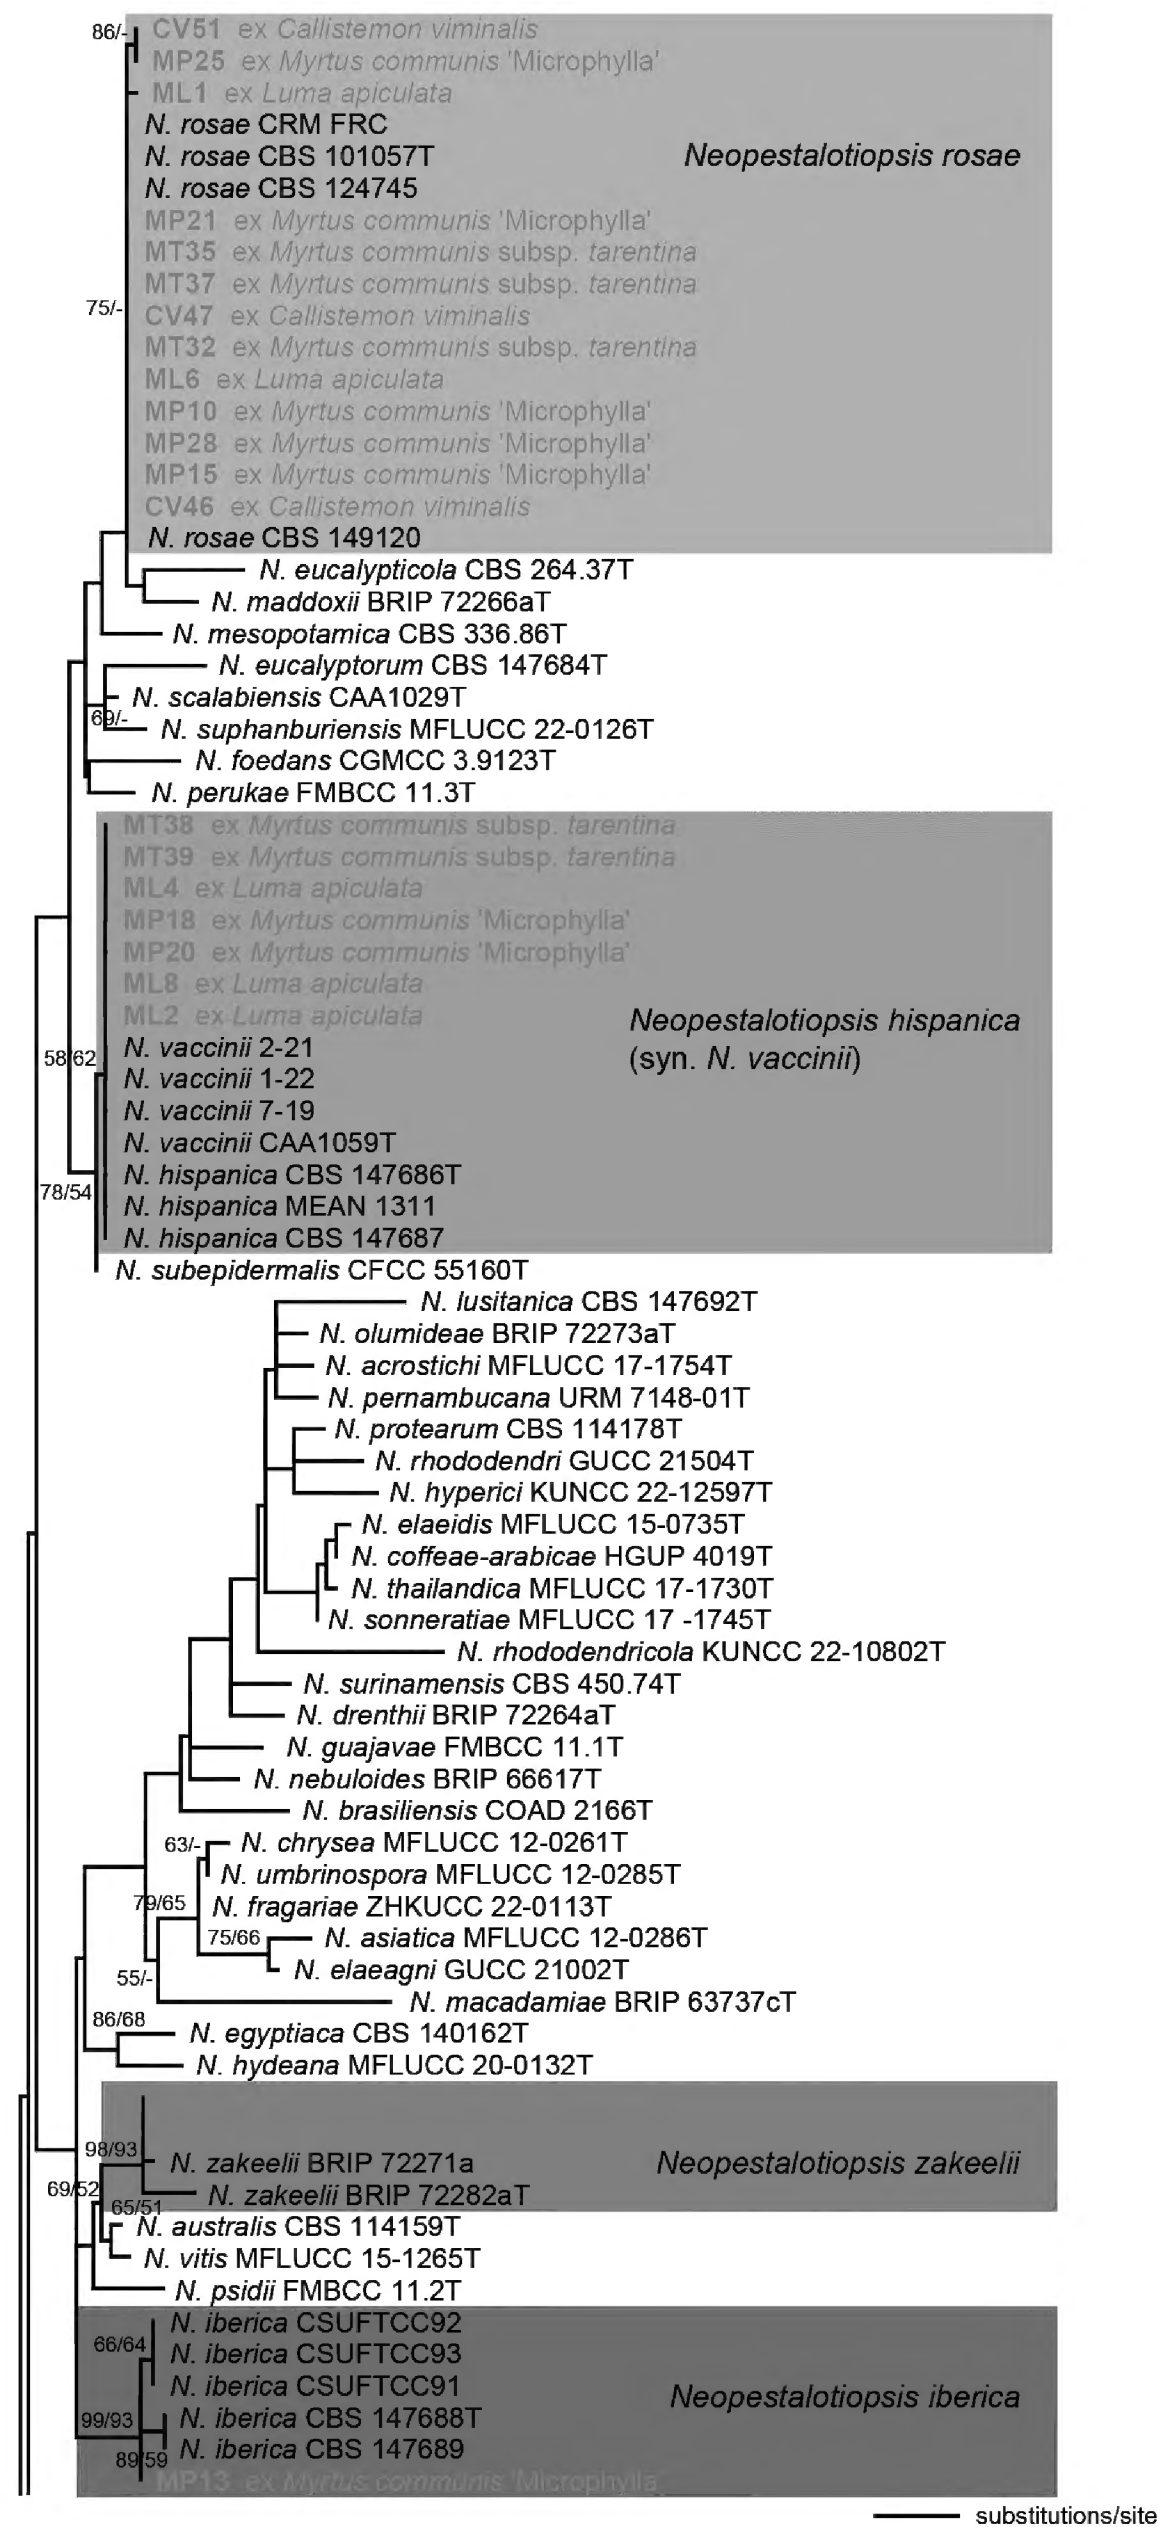 86/-
CV51 ex Callistemon viminalis
MP25 ex Myrtus communis 'Microphylla'
ML1 ex Luma apiculata
N. rosae CRM FRC
N. rosae CBS 101057T
Neopestalotiopsis rosae
N. rosae CBS 124745
MP21 ex Myrtus communis 'Microphylla'
MT35 ex Myrtus communis subsp. tarentina
MT37 ex Myrtus communis subsp. tarentina
75/-
CV47 ex Callistemon viminalis
MT32 ex Myrtus communis subsp. tarentina
ML6 ex Luma apiculata
MP10 ex Myrtus communis 'Microphylla'
MP28 ex Myrtus communis 'Microphylla'
MP15 ex Myrtus communis 'Microphylla'
CV46 ex Callistemon viminalis
N. rosae CBS 149120
N. eucalypticola CBS 264.37T
N. maddoxii BRIP 72266aT
N. mesopotamica CBS 336.86T
N. eucalyptorum CBS 147684T
N. scalabiensis CAA1029T
69/-
N. suphanburiensis MFLUCC 22-0126T
N. foedans CGMCC 3.9123T
N. perukae FMBCC 11.3T
MT38 ex Myrtus communis subsp. tarentina
MT39 ex Myrtus communis subsp. tarentina
ML4 ex Luma apiculata
MP18 ex Myrtus communis 'Microphylla'
MP20 ex Myrtus communis 'Microphylla'
ML8 ex Luma apiculata
ML2 ex Luma apiculata
Neopestalotiopsis hispanica
(syn. N. vaccinii)
N. vaccinii 2-21
58/62
N. vaccinii 1-22
N. vaccinii 7-19
N. vaccinii CAA1059T
N. hispanica CBS 147686T
78/54
N. hispanica MEAN 1311
N. hispanica CBS 147687
N. subepidermalis CFCC 55160T
N. lusitanica CBS 147692T
N. olumideae BRIP 72273aT
N. acrostichi MFLUCC 17-1754T
N. pernambucana URM 7148-01T
N. protearum CBS 114178T
N. rhododendri GUCC 21504T
N. hyperici KUNCC 22-12597T
N. elaeidis MFLUCC 15-0735T
N. coffeae-arabicae HGUP 4019T
N. thailandica MFLUCC 17-1730T
N. sonneratiae MFLUCC 17 -1745T
N. rhododendricola KUNCC 22-10802T
N. surinamensis CBS 450.74T
N. drenthii BRIP 72264aT
N. guajavae FMBCC 11.1T
N. nebuloides BRIP 66617T
N. brasiliensis COAD 2166T
63/-
N. chrysea MFLUCC 12-0261T
N. umbrinospora MFLUCC 12-0285T
79/65
N. fragariae ZHKUCC 22-0113T
75/66
N. asiatica MFLUCC 12-0286T
N. elaeagni GUCC 21002T
55/-
N. macadamiae BRIP 63737cT
86/68
N. egyptiaca CBS 140162T
N. hydeana MFLUCC 20-0132T
98/93
N. zakeelii BRIP 72271a
Neopestalotiopsis zakeelii
69/52
N. zakeelii BRIP 72282aT
65/51
N. australis CBS 114159T
N. vitis MFLUCC 15-1265T
N. psidii FMBCC 11.2T
N. iberica CSUFTCC92
66/64
N. iberica CSUFTCC93
N. iberica CSUFTCC91
Neopestalotiopsis iberica
99/93
N. iberica CBS 147688T
N. iberica CBS 147689
89/59
MP13 ex Myrtus communis 'Microphylla'
substitutions/site